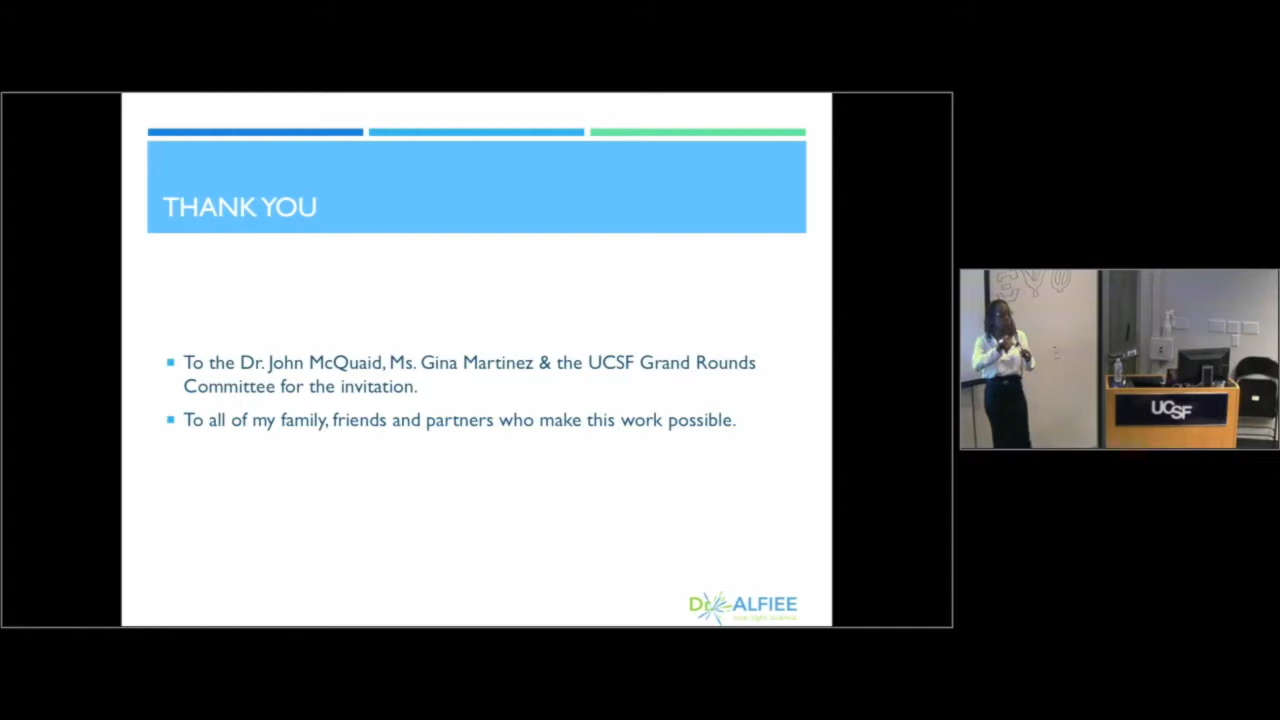 THANK YOU
To the Dr. John McQuaid, Ms. Gina Martinez & the UCSF Grand Rounds
Committee for the invitation.
To all of my family, friends and partners who make this work possible.
Dr ALFIEE
UCSF